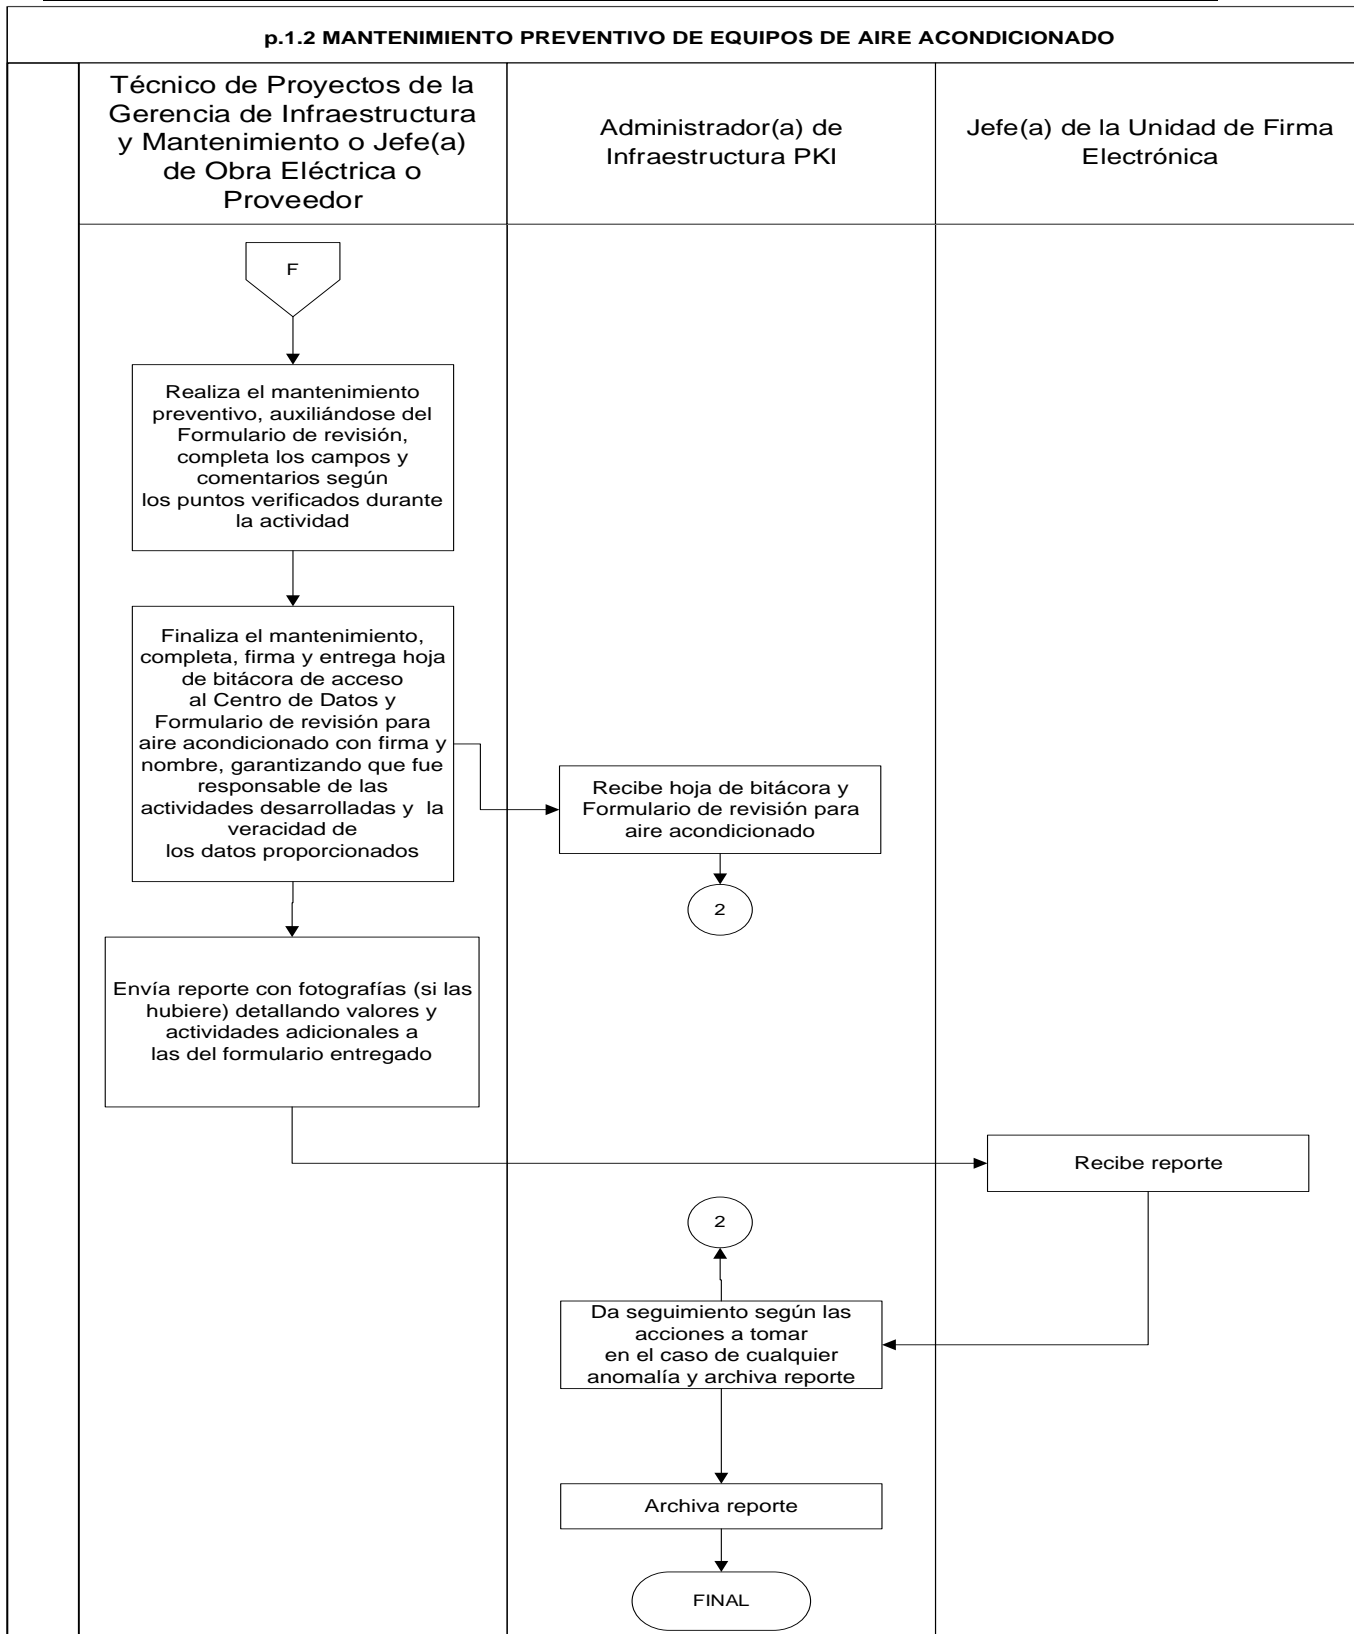 p.1.2 MANTENIMIENTO PREVENTIVO DE EQUIPOS DE AIRE ACONDICIONADO
Técnico de Proyectos de la
Gerencia de Infraestructura
y Mantenimiento o Jefe(a)
de Obra Eléctrica o
Proveedor
Administrador(a) de
Infraestructura PKI
Jefe(a) de la Unidad de Firma
Electrónica
F
Realiza el mantenimiento
preventivo, auxiliándose del
Formulario de revisión,
completa los campos y
comentarios según
los puntos verificados durante
la actividad
Finaliza el mantenimiento,
completa, firma y entrega hoja
de bitácora de acceso
al Centro de Datos y
Formulario de revisión para
aire acondicionado con firma y
nombre, garantizando que fue
responsable de las
actividades desarrolladas y  la
veracidad de
los datos proporcionados
Recibe hoja de bitácora y
Formulario de revisión para
aire acondicionado
2
Envía reporte con fotografías (si las
hubiere) detallando valores y
actividades adicionales a
las del formulario entregado
Recibe reporte
2
Da seguimiento según las
acciones a tomar
en el caso de cualquier
anomalía y archiva reporte
Archiva reporte
FINAL